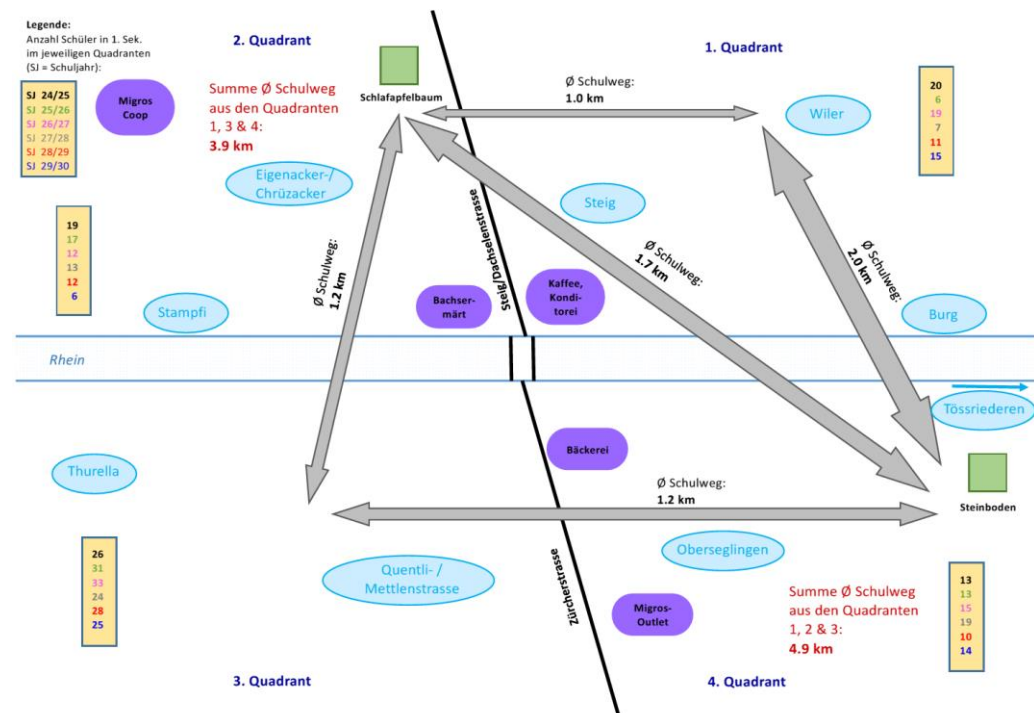 Legende:
Anzahl Schüler in 1. Sek.
im jeweiligen Quadranten
(SJ = Schuljahr):
SJ 24/25
SJ 25/26
SJ 26/27
SJ 27/28
SJ 28/29
SJ 29/30
Migros
Coop
2. Quadrant
Summe Ø Schulweg
aus den Quadranten
1, 3 & 4:
3.9 km
Schlafapfelbaum
1. Quadrant
Ø Schulweg:
1.0 km
Wiler
20
6
19
7
11
15
Eigenacker-/
Chrüzacker
Steig
Steig/Dachselenstrasse
19
17
12
13
12
6
Ø Schulweg:
1.2 km
Ø Schulweg:
1.7 km
Ø Schulweg:
2.0 km
Stampfi
Bachser-
märt
Kaffee,
Kondi-
torei
Burg
Rhein
Tössriederen
Thurella
Bäckerei
Ø Schulweg:
1.2 km
Steinboden
26
31
33
24
28
25
Quentli- /
Mettlenstrasse
Oberseglingen
Zürcherstrasse
Migros-
Outlet
Summe Ø Schulweg
aus den Quadranten
1, 2 & 3:
4.9 km
13
13
15
19
10
14
3. Quadrant
4. Quadrant